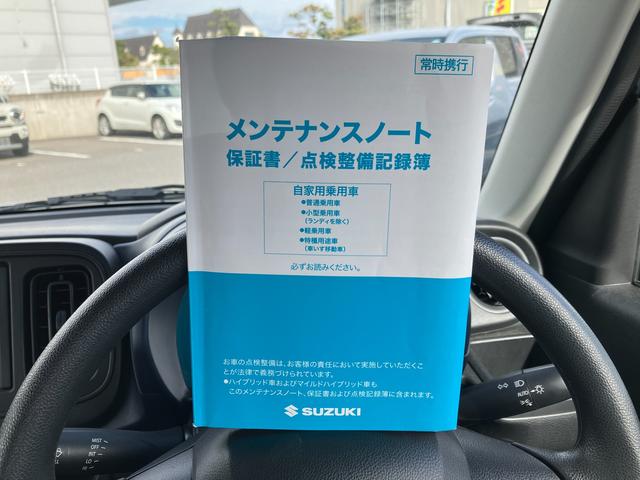 常時携行
メンテナンスノート
保証書／点検整備記録簿
自家用乗用車
●普通乗用車
●小型乗用車
(ランディを除く)
●軽乗用車
●特種用途車
(車いす移動車)
必ずお読みください。
お車の点検整備は、お客様の責任において実施していただくこ
とが法律で義務づけられています。
●ハイブリッド車およびマイルドハイブリッド車も
このメンテナンスノート、保証書および点検記録簿に含まれます。
SUZUKI
AUTO
MIST
OFF
LO